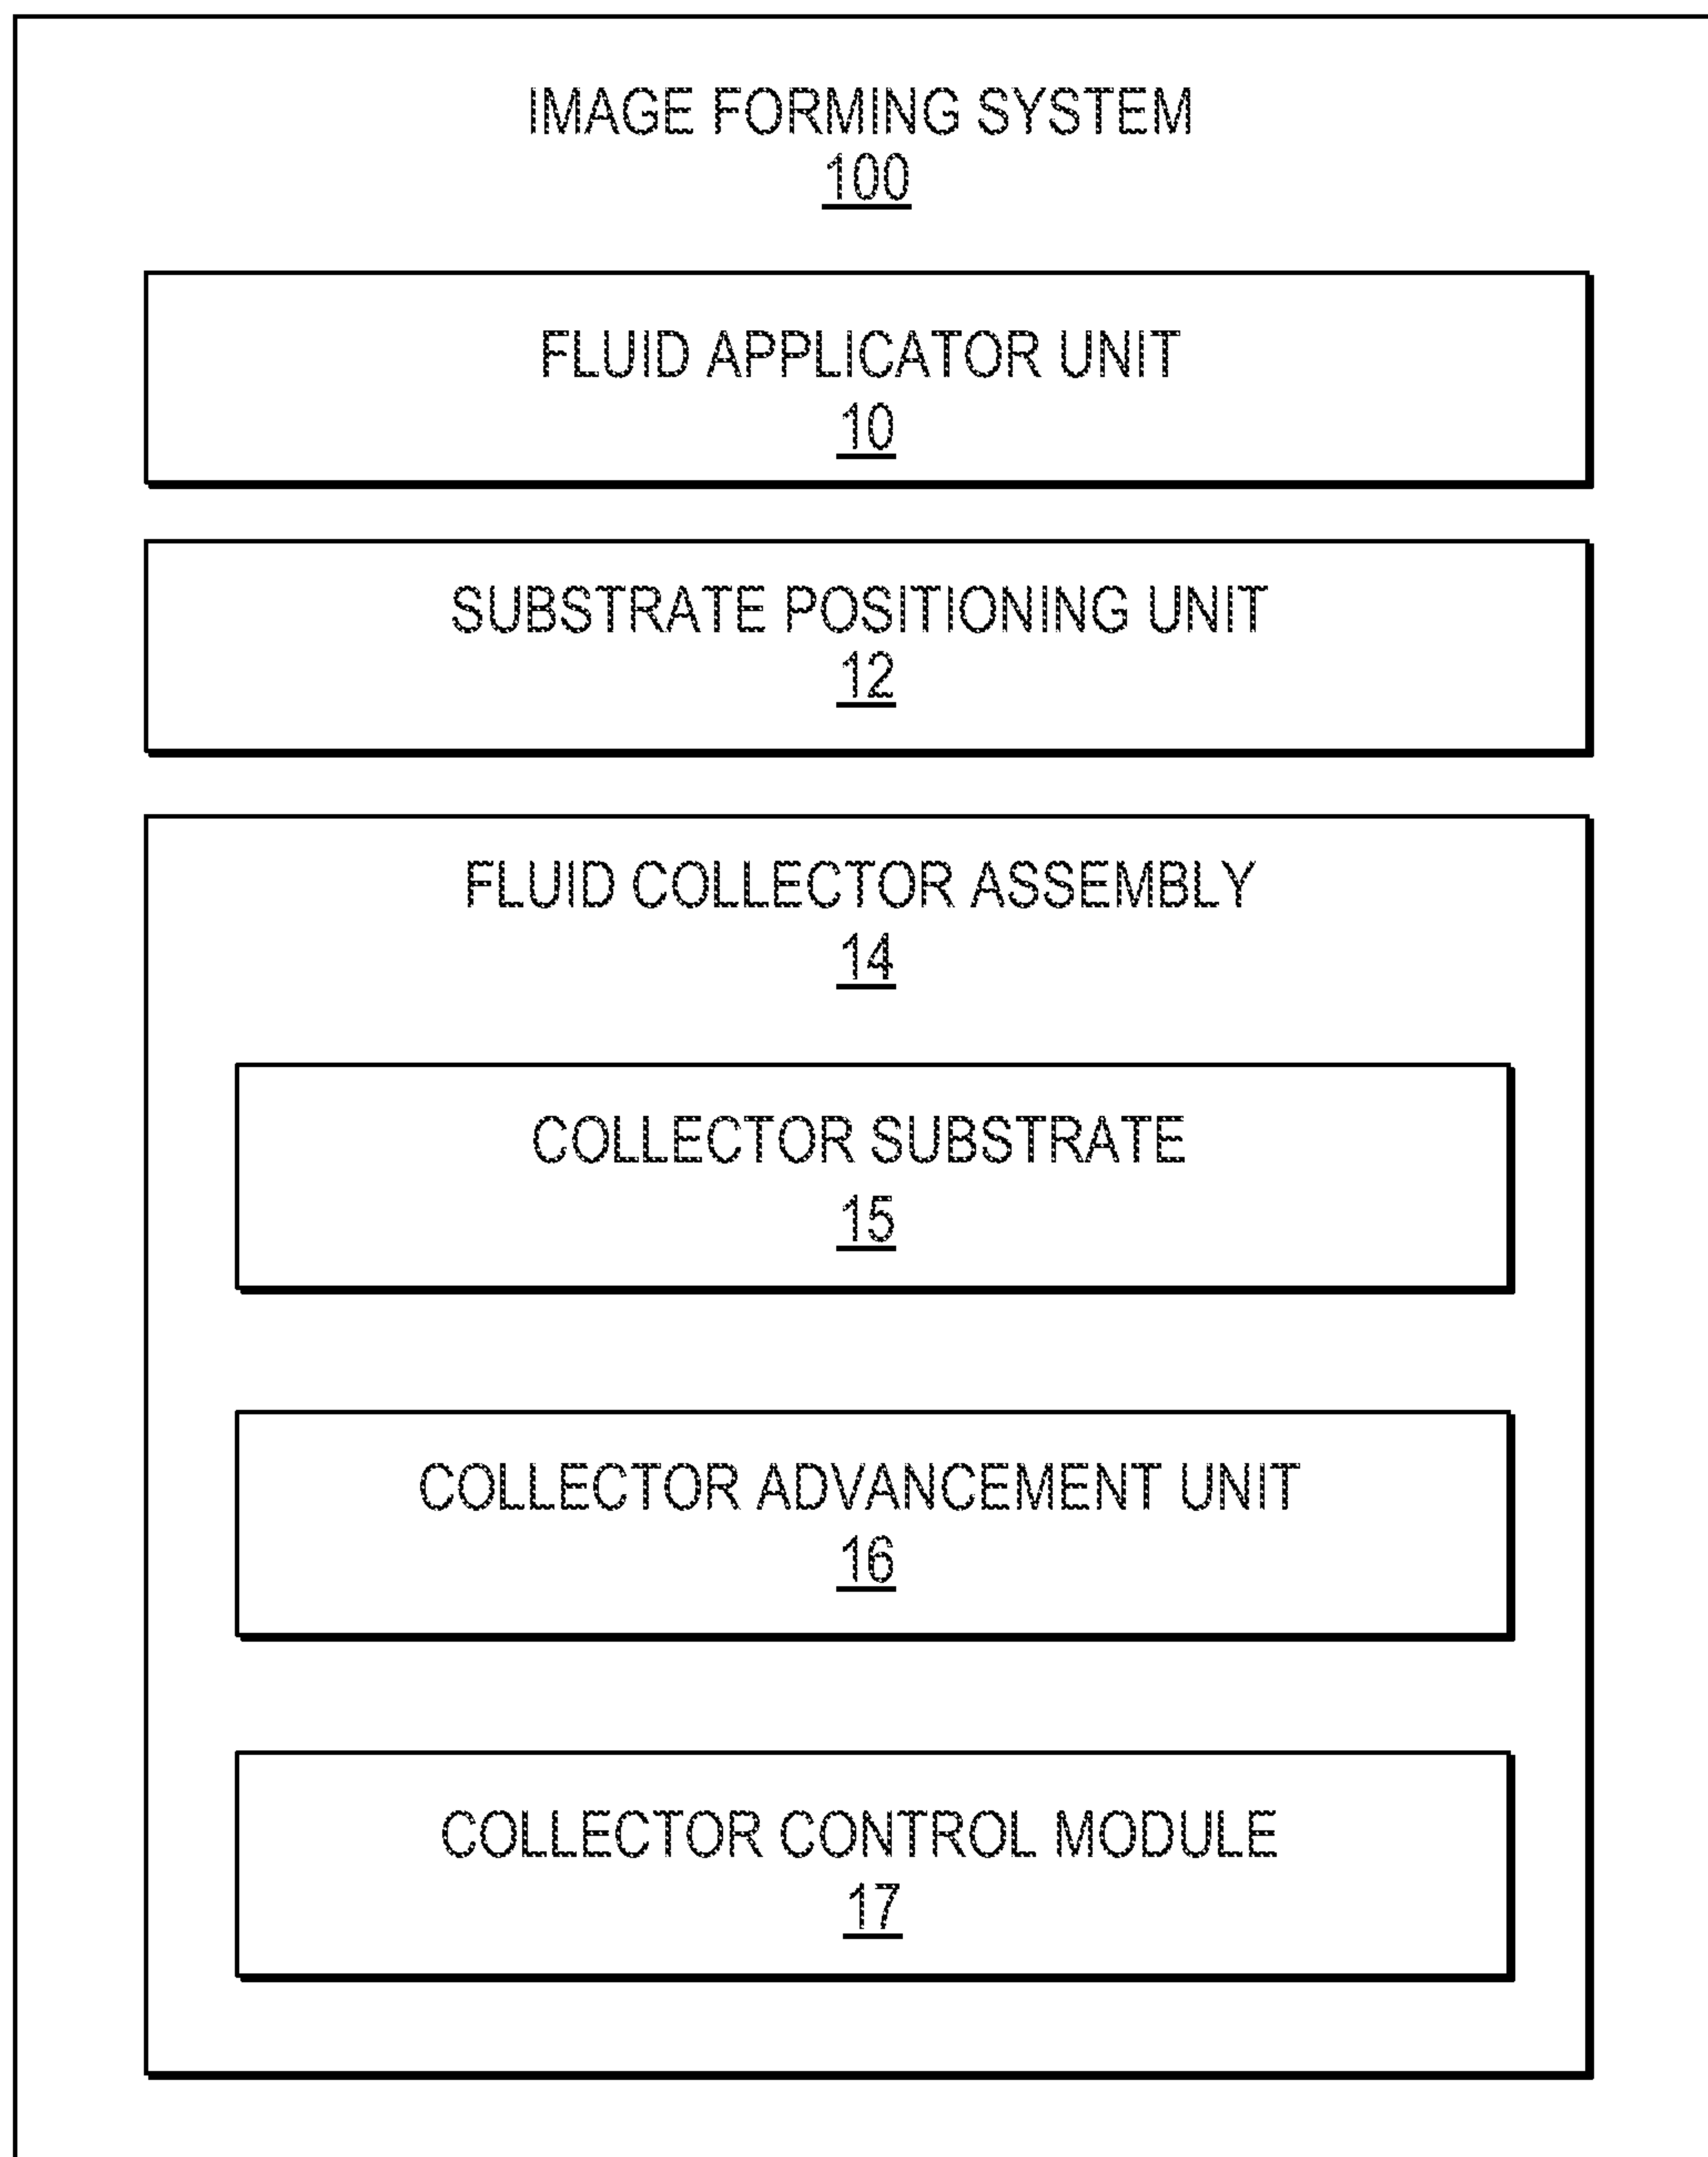 IMAGE FORMING SYSTEM
100
FLUID APPLICATOR UNIT
10
SUBSTRATE POSITIONING UNIT
12
FLUID COLLECTOR ASSEMBLY
14
COLLECTOR SUBSTRATE
15
COLLECTOR ADVANCEMENT UNIT
16
COLLECTOR CONTROL MODULE
17